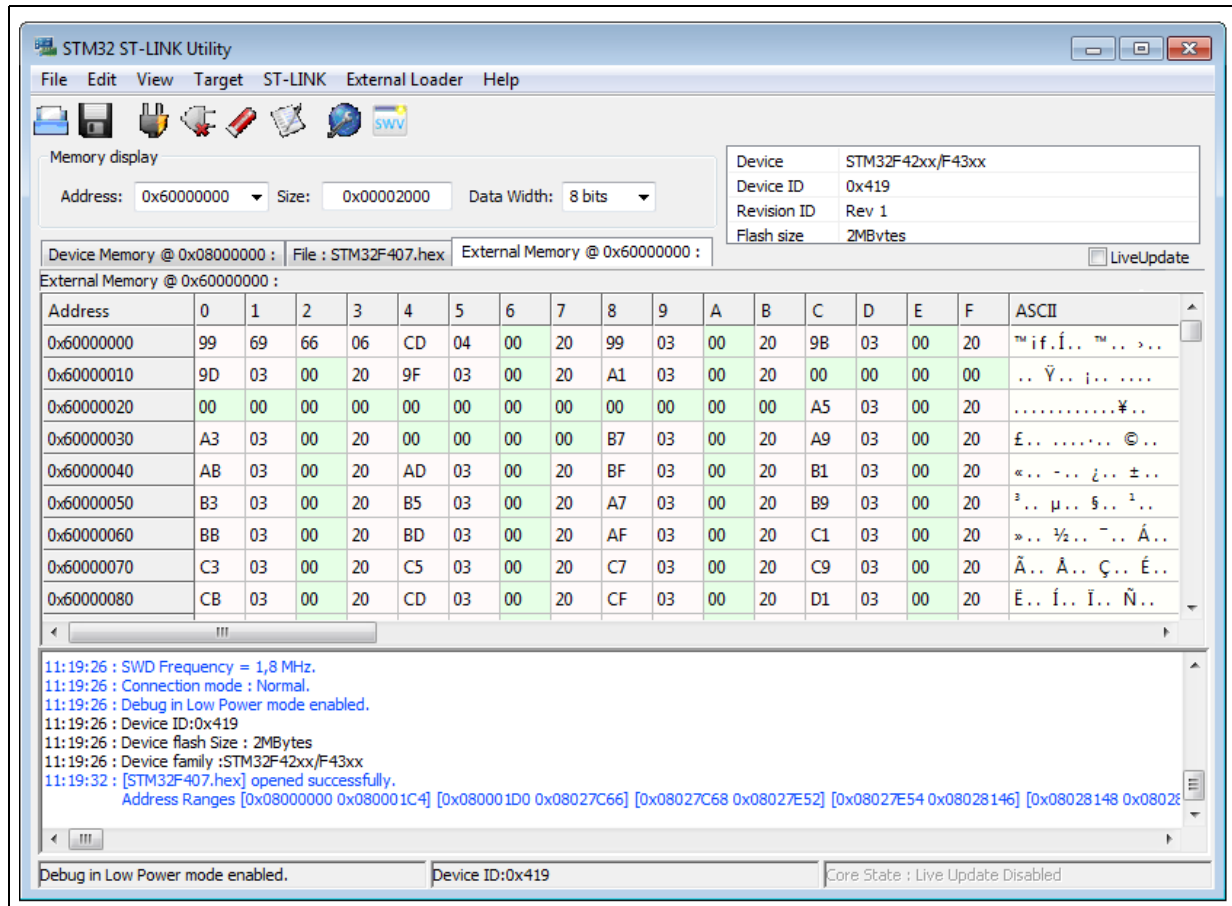 STM32 ST-LINK Utility
File Edit View Target ST-LINK External Loader Help
SWV
Memory display
Address: 0x60000000 Size: 0x00002000 Data Width: 8 bits
Device STM32F42xx/F43xx
Device ID 0x419
Revision ID Rev 1
Flash size 2MBytes
Device Memory @ 0x08000000 : File : STM32F407.hex External Memory @ 0x60000000 : LiveUpdate
External Memory @ 0x60000000 :
Address 0 1 2 3 4 5 6 7 8 9 A B C D E F ASCII
0x60000000 99 69 66 06 CD 04 00 20 99 03 00 20 9B 03 00 20 ™if.Í.. ™.. ›..
0x60000010 9D 03 00 20 9F 03 00 20 A1 03 00 20 00 00 00 00 .. Ÿ.. ¡.. ....
0x60000020 00 00 00 00 00 00 00 00 00 00 00 00 A5 03 00 20 ............¥..
0x60000030 A3 03 00 20 00 00 00 00 B7 03 00 20 A9 03 00 20 £.. ....·.. ©..
0x60000040 AB 03 00 20 AD 03 00 20 BF 03 00 20 B1 03 00 20 «.. -.. ¿.. ±..
0x60000050 B3 03 00 20 B5 03 00 20 A7 03 00 20 B9 03 00 20 ³.. µ.. §.. ¹..
0x60000060 BB 03 00 20 BD 03 00 20 AF 03 00 20 C1 03 00 20 ».. ½.. ¯.. Á..
0x60000070 C3 03 00 20 C5 03 00 20 C7 03 00 20 C9 03 00 20 Ã.. Å.. Ç.. É..
0x60000080 CB 03 00 20 CD 03 00 20 CF 03 00 20 D1 03 00 20 Ë.. Í.. Ï.. Ñ..
11:19:26 : SWD Frequency = 1,8 MHz.
11:19:26 : Connection mode : Normal.
11:19:26 : Debug in Low Power mode enabled.
11:19:26 : Device ID:0x419
11:19:26 : Device flash Size : 2MBytes
11:19:26 : Device family :STM32F42xx/F43xx
11:19:32 : [STM32F407.hex] opened successfully.
Address Ranges [0x08000000 0x080001C4] [0x080001D0 0x08027C66] [0x08027C68 0x08027E52] [0x08027E54 0x08028146] [0x08028148 0x08028
Debug in Low Power mode enabled. Device ID:0x419 Core State : Live Update Disabled